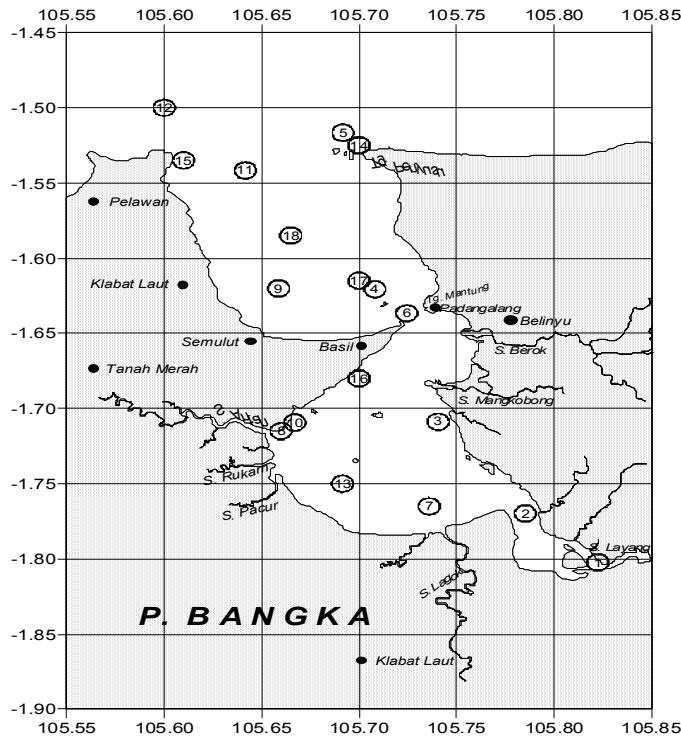 105.55 105.60 105.65 105.70 105.75 105.80 105.85
-1.45
-1.50
12
5
14
15
11
-1.55
Pelawan
18
-1.60
Klabat Laut
9
17
4
Tg. Mantung
Padangalang
6
Belinyu
-1.65
Semulut
Basil
S. Berok
Tanah Merah
16
S. Mangkobong
-1.70
10
8
3
S. Rukam
-1.75
13
S. Pacur
7
2
S. Layang
-1.80
1
P. BANGKA
-1.85
Klabat Laut
-1.90
105.55 105.60 105.65 105.70 105.75 105.80 105.85